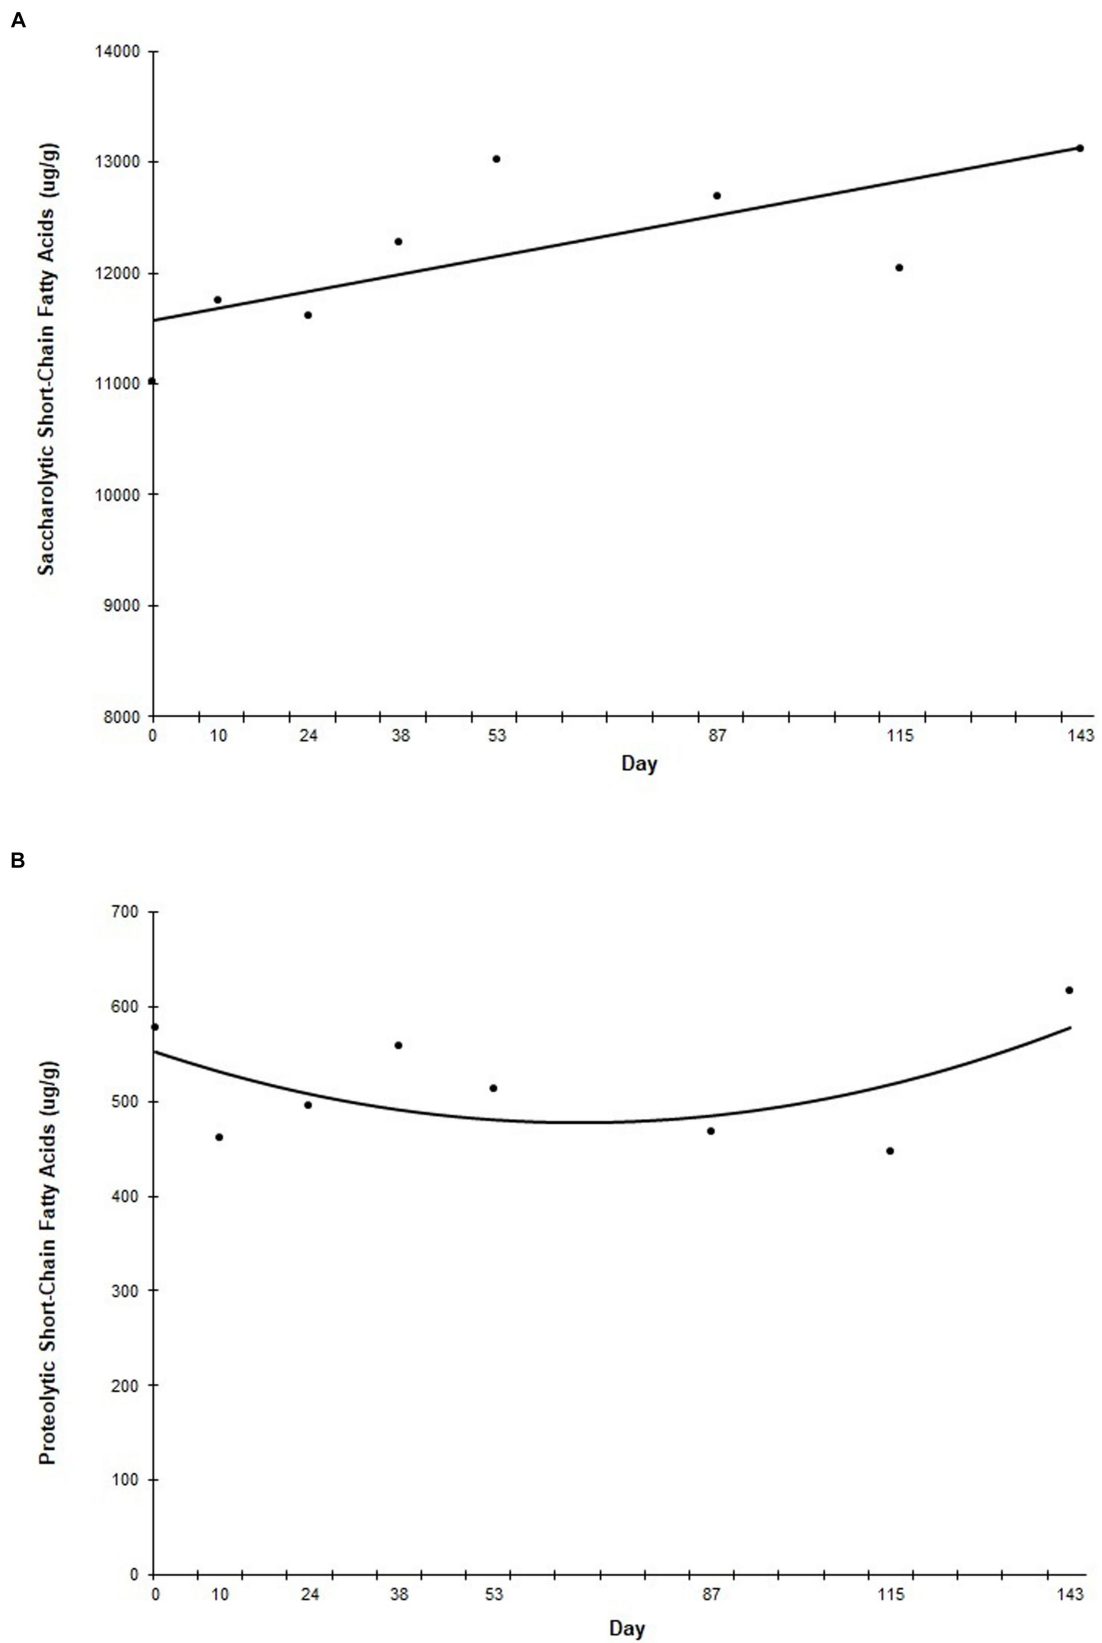 A
14000
13000
12000
11000
10000
9000
8000
Saccharolytic Short-Chain Fatty Acids (ug/g)
0 10 24 38 53 87 115 143
Day
B
700
600
500
400
300
200
100
0
Proteolytic Short-Chain Fatty Acids (ug/g)
0 10 24 38 53 87 115 143
Day